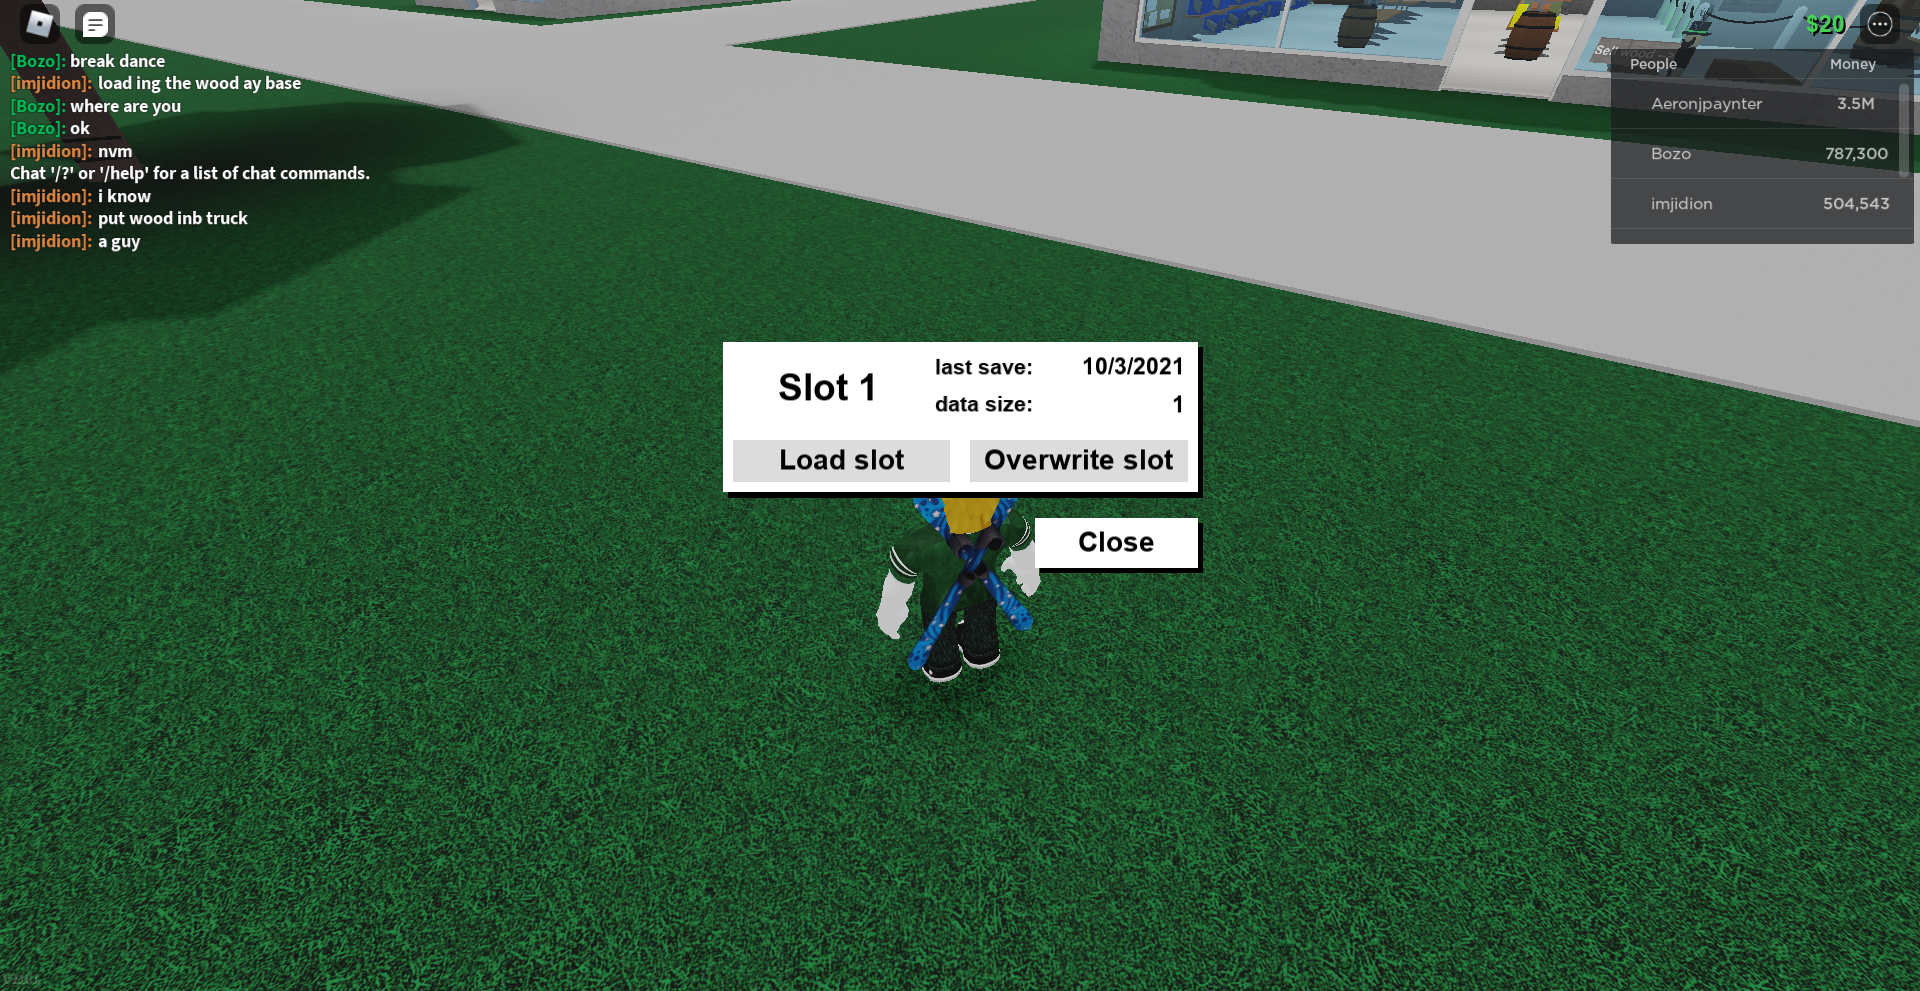 [Bozo]: break dance
[imjidion]: load ing the wood ay base
[Bozo]: where are you
[Bozo]: ok
[imjidion]: nvm
Chat '/?' or '/help' for a list of chat commands.
[imjidion]: i know
[imjidion]: put wood inb truck
[imjidion]: a guy
$20
Sell wood
People Money
Aeronjpaynter 3.5M
Bozo 787,300
imjidion 504,543
Slot 1
last save: 10/3/2021
data size: 1
Load slot Overwrite slot
Close